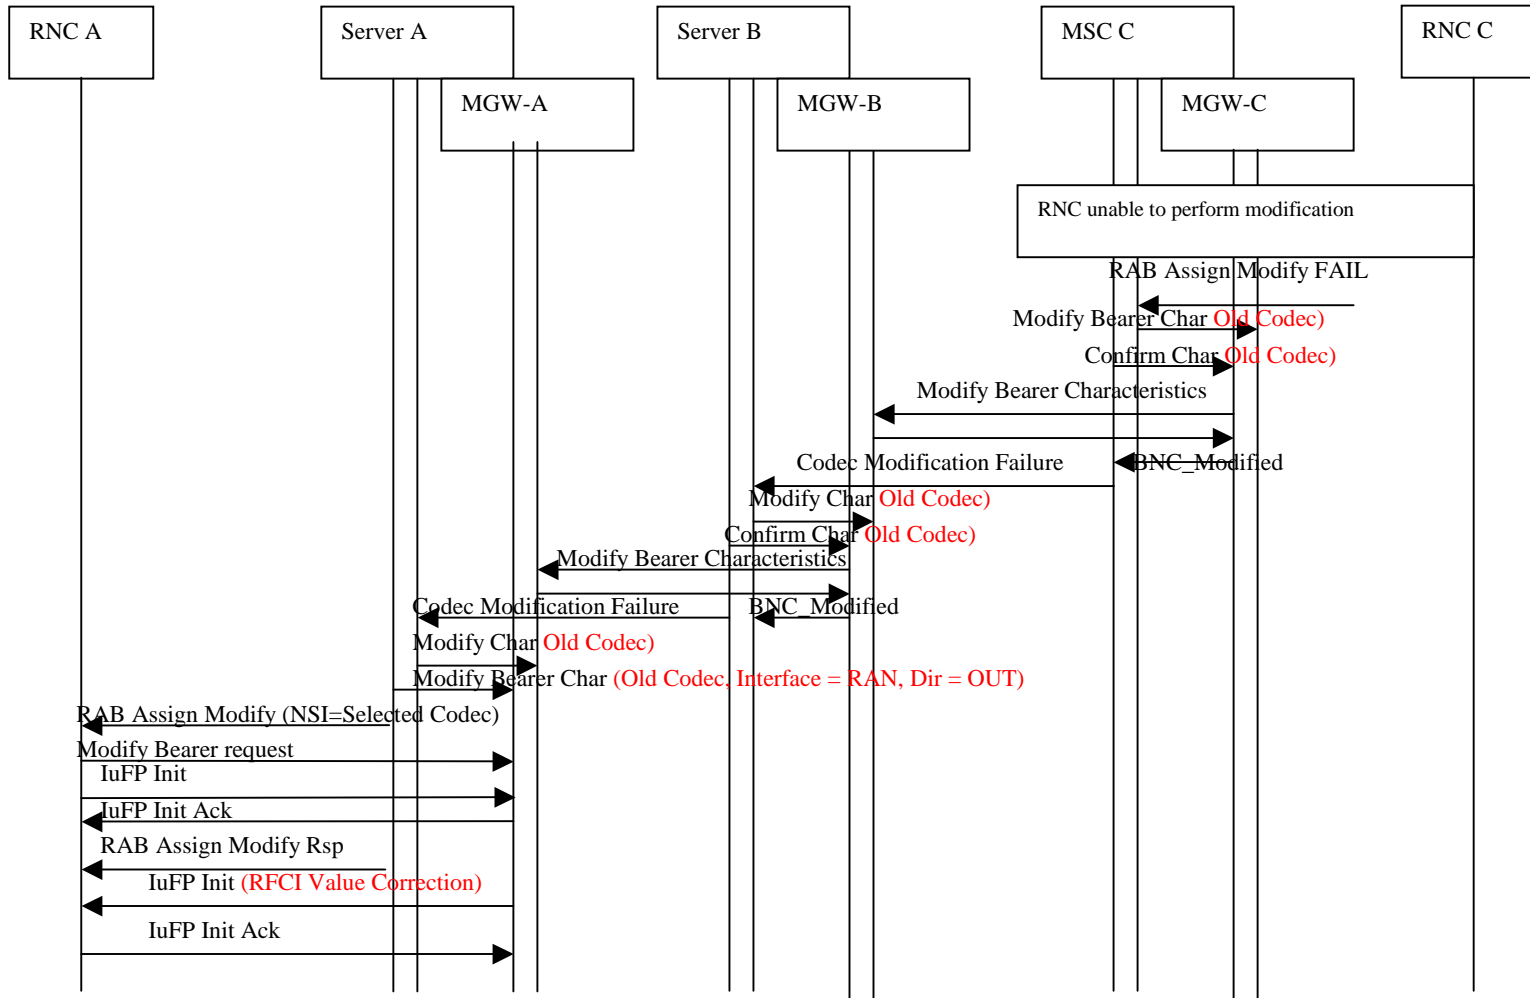 RNC A
Server A
Server B
MSC C
RNC C
MGW-A
MGW-B
MGW-C
RNC unable to perform modification
RAB Assign Modify FAIL
Modify Bearer Char Old Codec)
Confirm Char Old Codec)
Modify Bearer Characteristics
Codec Modification Failure
BNC_Modified
Modify Char Old Codec)
Confirm Char Old Codec)
Modify Bearer Characteristics
Codec Modification Failure
BNC_Modified
Modify Char Old Codec)
Modify Bearer Char (Old Codec, Interface = RAN, Dir = OUT)
RAB Assign Modify (NSI=Selected Codec)
Modify Bearer request
IuFP Init
IuFP Init Ack
RAB Assign Modify Rsp
IuFP Init (RFCI Value Correction)
IuFP Init Ack